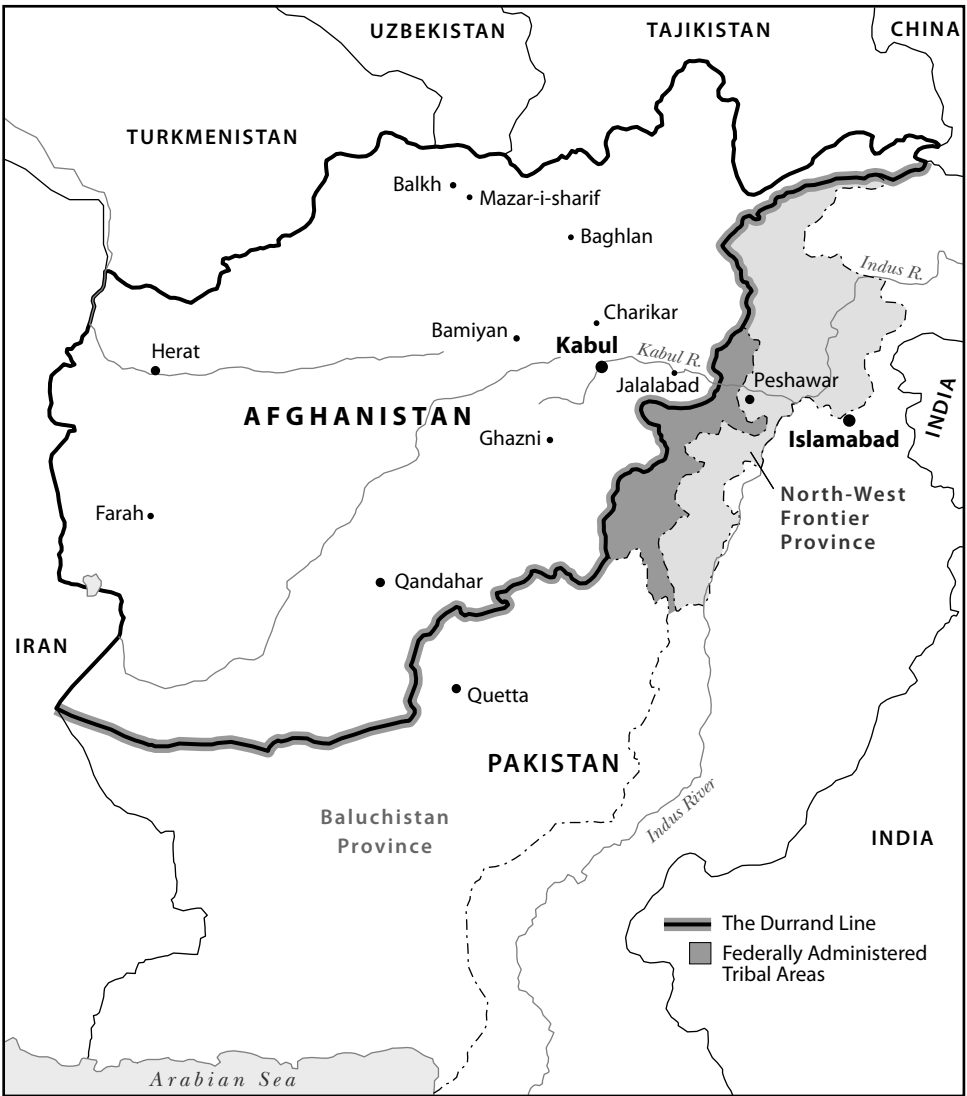 UZBEKISTAN
TAJIKISTAN
CHINA
TURKMENISTAN
Balkh
Mazar-i-sharif
Baghlan
Indus R.
Charikar
Bamiyan
Kabul
Kabul R.
Herat
Jalalabad
Peshawar
INDIA
AFGHANISTAN
Ghazni
Islamabad
North-West
Frontier
Province
Farah
Qandahar
IRAN
Quetta
PAKISTAN
Indus River
Baluchistan
Province
INDIA
The Durrand Line
Federally Administered
Tribal Areas
Arabian Sea